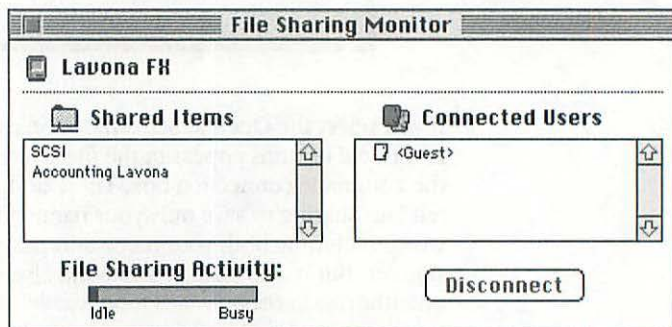 File Sharing Monitor
Lavona FX
Shared Items
Connected Users
SCSI
Accounting Lavona
<Guest>
File Sharing Activity:
Idle
Busy
Disconnect